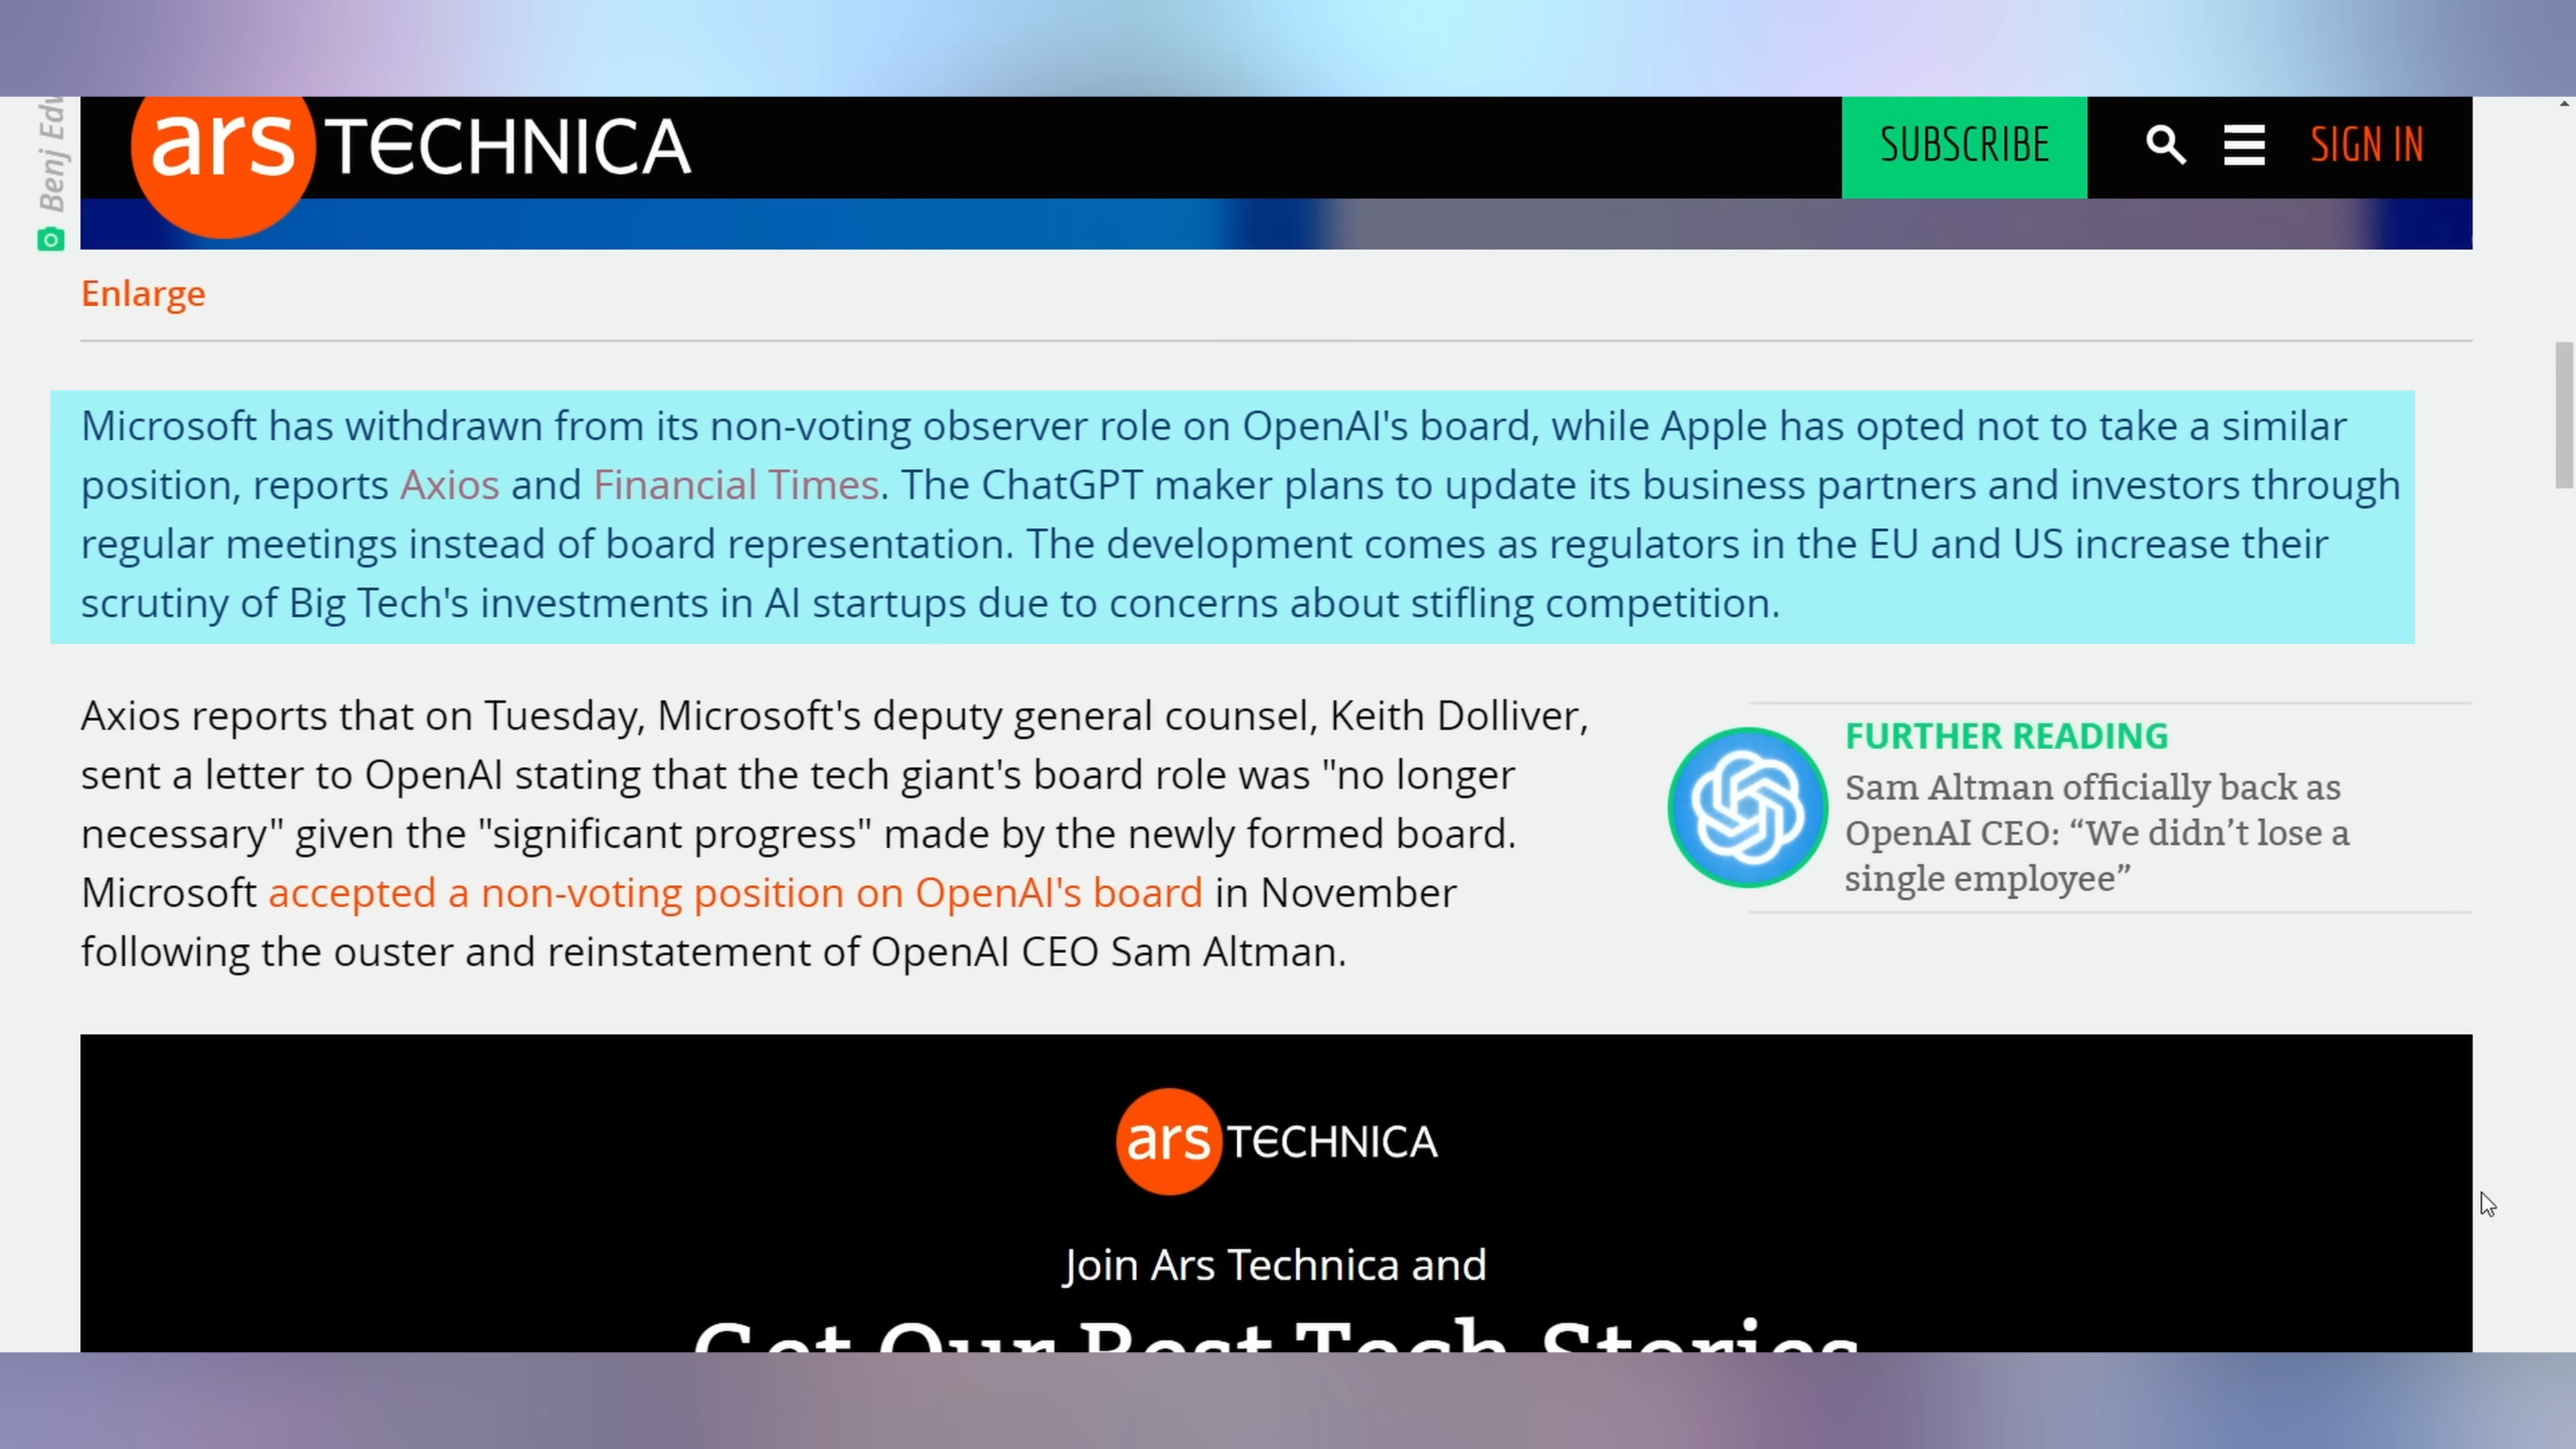 Benj Edw
ars TECHNICA
SUBSCRIBE
SIGN IN
Enlarge
Microsoft has withdrawn from its non-voting observer role on OpenAI's board, while Apple has opted not to take a similar
position, reports Axios and Financial Times. The ChatGPT maker plans to update its business partners and investors through
regular meetings instead of board representation. The development comes as regulators in the EU and US increase their
scrutiny of Big Tech's investments in AI startups due to concerns about stifling competition.
Axios reports that on Tuesday, Microsoft's deputy general counsel, Keith Dolliver,
sent a letter to OpenAI stating that the tech giant's board role was "no longer
necessary" given the "significant progress" made by the newly formed board.
Microsoft accepted a non-voting position on OpenAI's board in November
following the ouster and reinstatement of OpenAI CEO Sam Altman.
FURTHER READING
Sam Altman officially back as
OpenAI CEO: “We didn’t lose a
single employee”
ars TECHNICA
Join Ars Technica and
Get Our Best Tech Stories